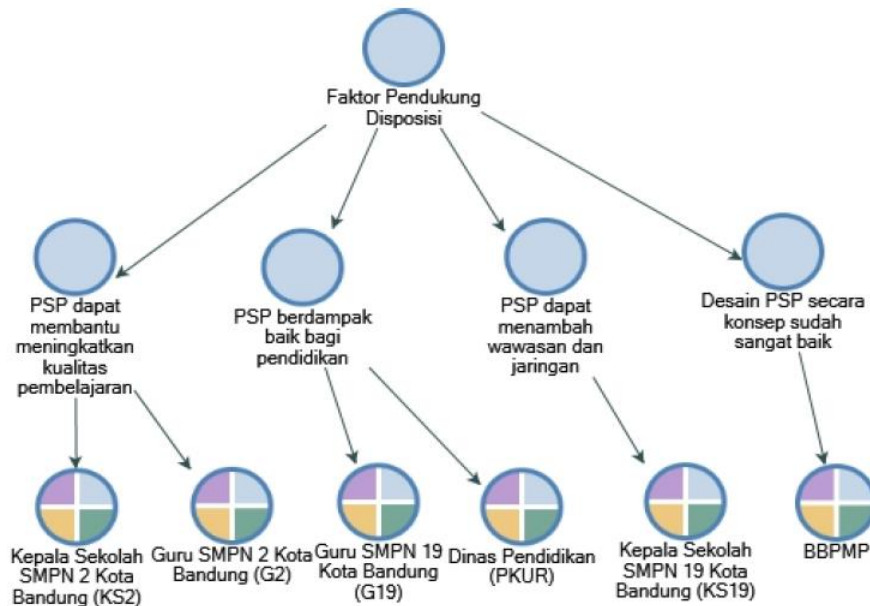 Faktor Pendukung
Disposisi
PSP dapat
membantu
meningkatkan
kualitas
pembelajaran
PSP berdampak
baik bagi
pendidikan
PSP dapat
menambah
wawasan dan
jaringan
Desain PSP secara
konsep sudah
sangat baik
Kepala Sekolah
SMPN 2 Kota
Bandung (KS2)
Guru SMPN 2 Kota
Bandung (G2)
Guru SMPN 19
Kota Bandung
(G19)
Dinas Pendidikan
(PKUR)
Kepala Sekolah
SMPN 19 Kota
Bandung (KS19)
BBPMP